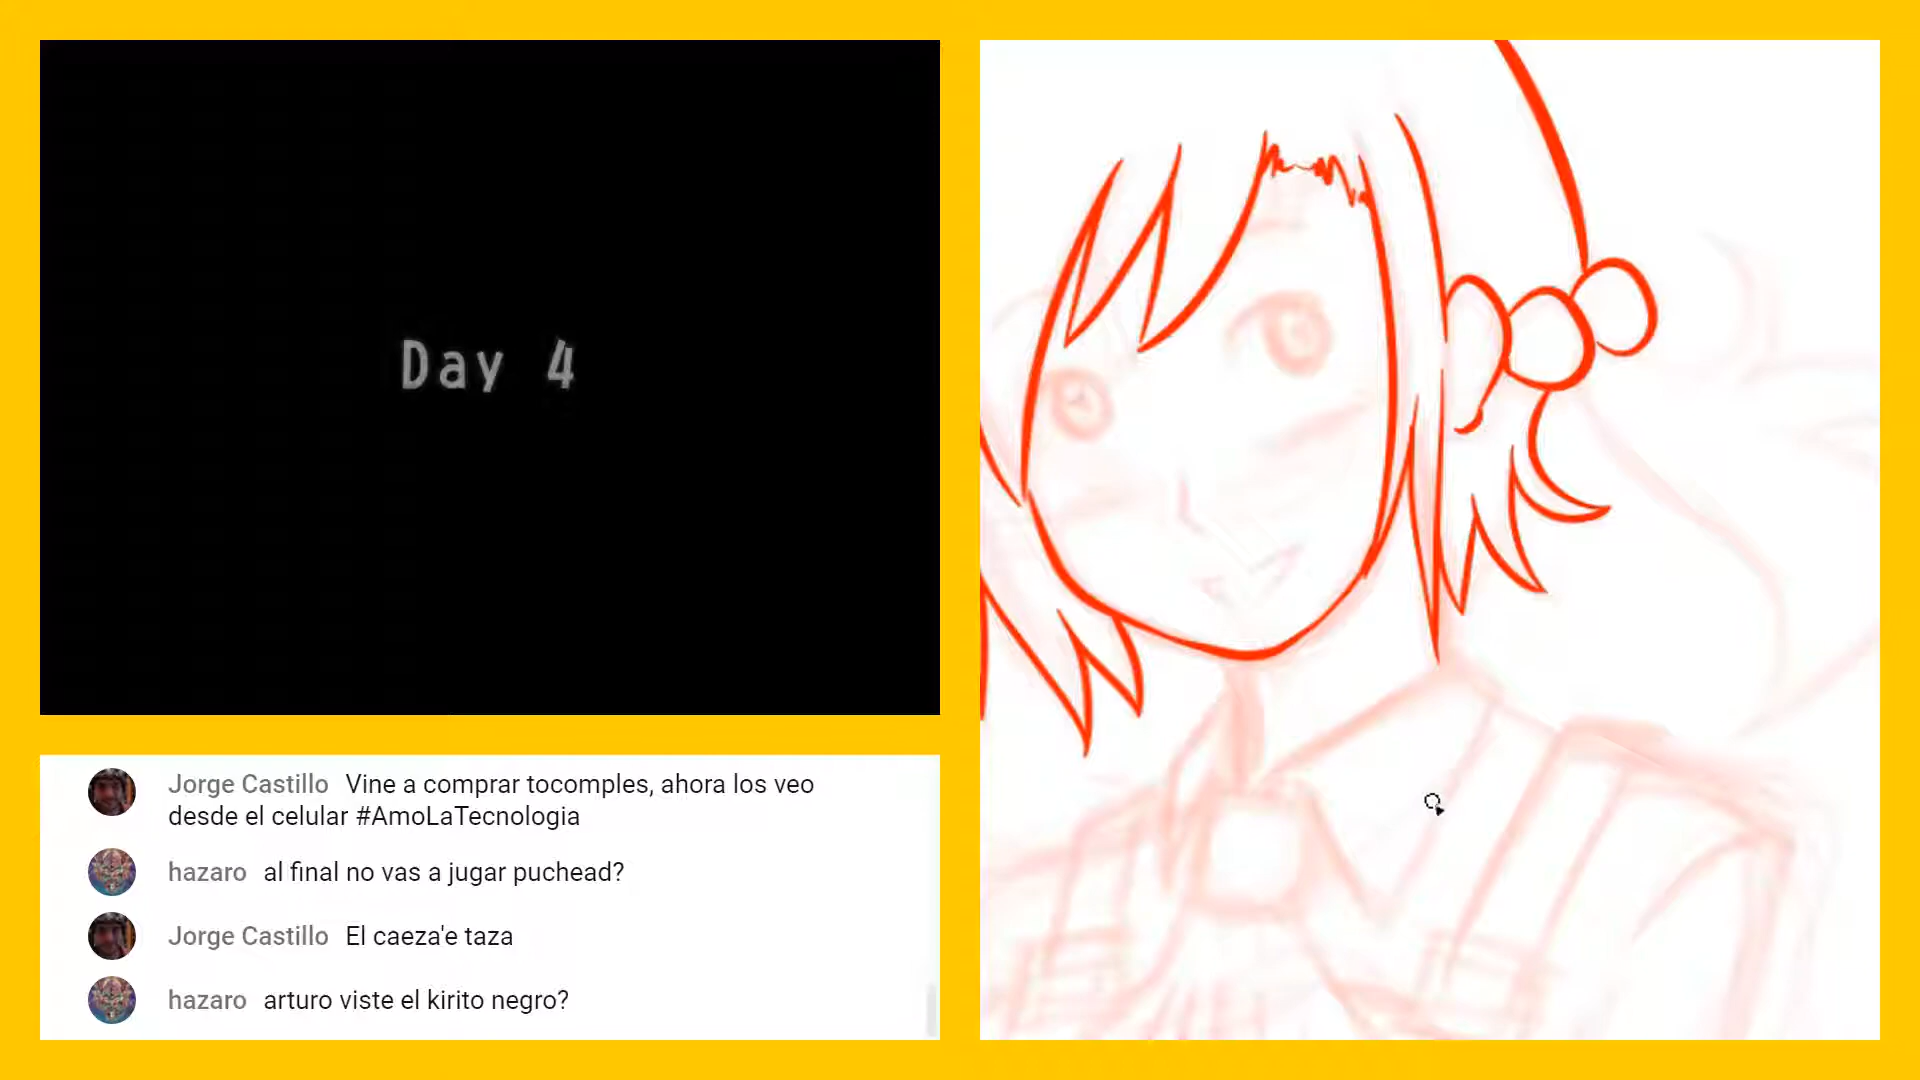 Day 4
Jorge Castillo Vine a comprar tocomples, ahora los veo
desde el celular #AmoLaTecnologia
hazaro al final no vas a jugar puchead?
Jorge Castillo El caeza'e taza
hazaro arturo viste el kirito negro?